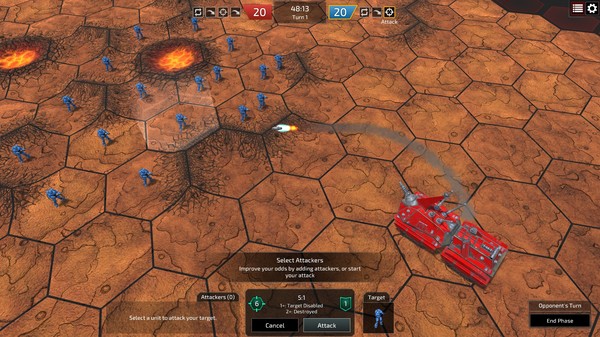 20
48:13
Turn 1
20
Attack
Select Attackers
Improve your odds by adding attackers, or start
your attack
Attackers (0)
Select a unit to attack your target.
6
5:1
1+: Target Disabled
2+: Destroyed
1
Cancel
Attack
Target
Opponent's Turn
End Phase